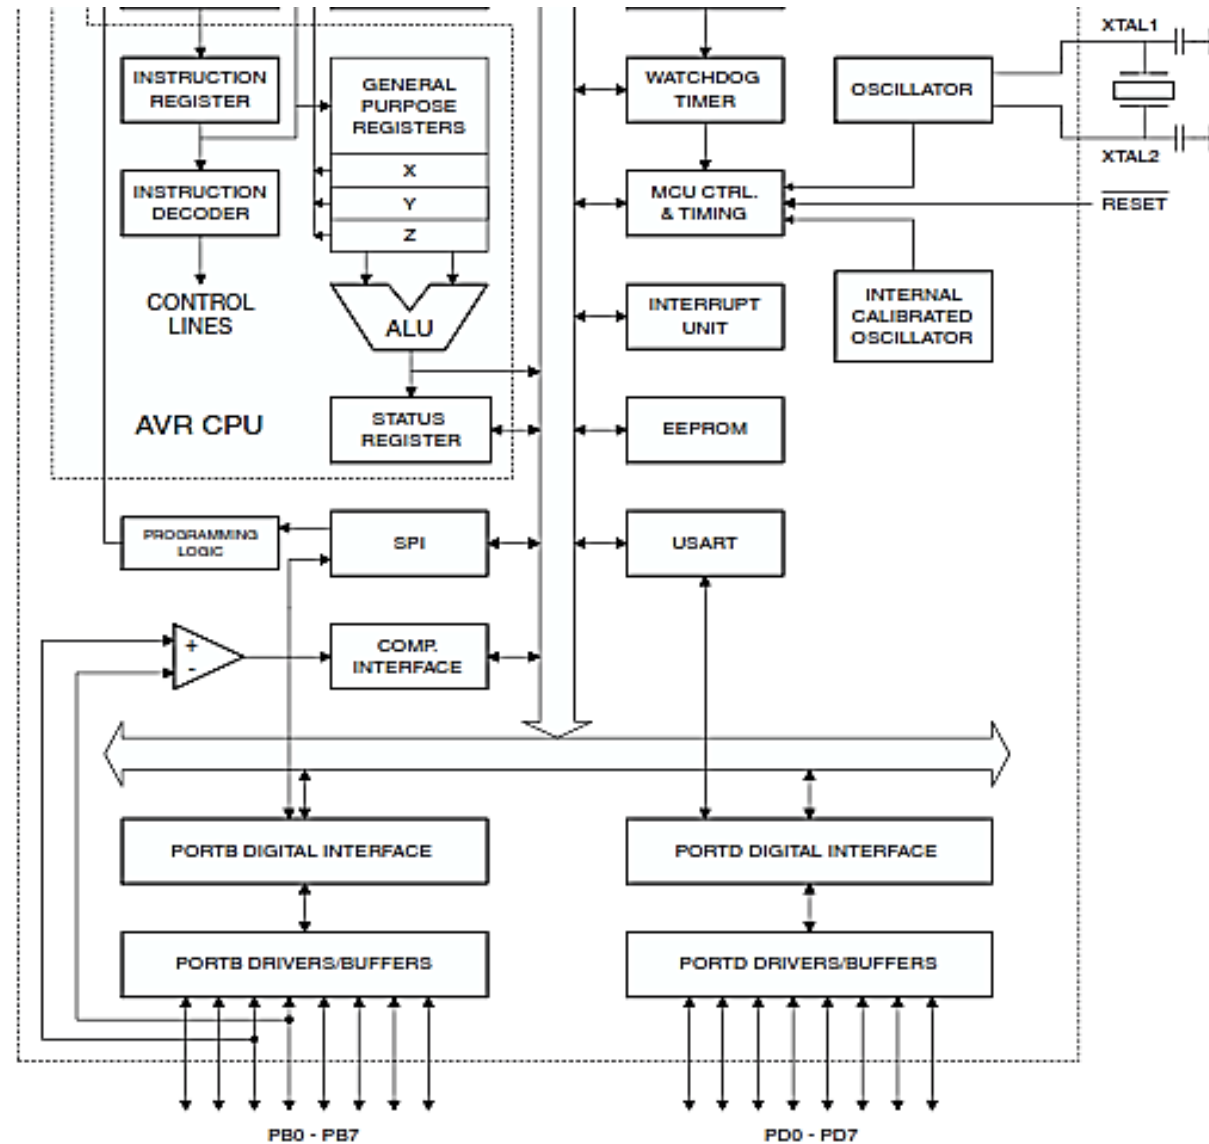 XTAL1
INSTRUCTION
REGISTER
GENERAL
PURPOSE
REGISTERS
WATCHDOG
TIMER
OSCILLATOR
XTAL2
INSTRUCTION
DECODER
X
Y
Z
MCU CTRL.
& TIMING
RESET
CONTROL
LINES
ALU
INTERRUPT
UNIT
INTERNAL
CALIBRATED
OSCILLATOR
AVR CPU
STATUS
REGISTER
EEPROM
PROGRAMMING
LOGIC
SPI
USART
+
-
COMP.
INTERFACE
PORTB DIGITAL INTERFACE
PORTD DIGITAL INTERFACE
PORTB DRIVERS/BUFFERS
PORTD DRIVERS/BUFFERS
PB0 - PB7
PD0 - PD7